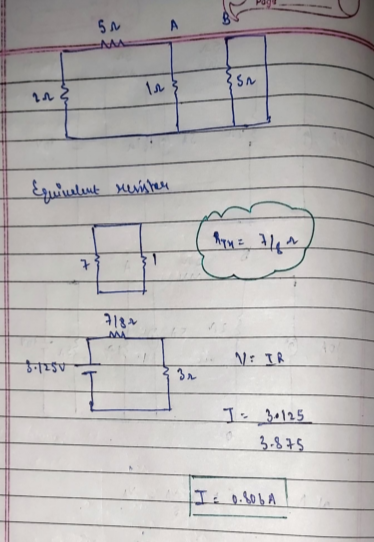 Page
5Ω A B
2Ω 1Ω 5Ω
Equivalent resistor
7 1
RTH = 7/8 Ω
7/8Ω
3.125V 3Ω
V = IR
I = 3.125
3.875
I = 0.806A